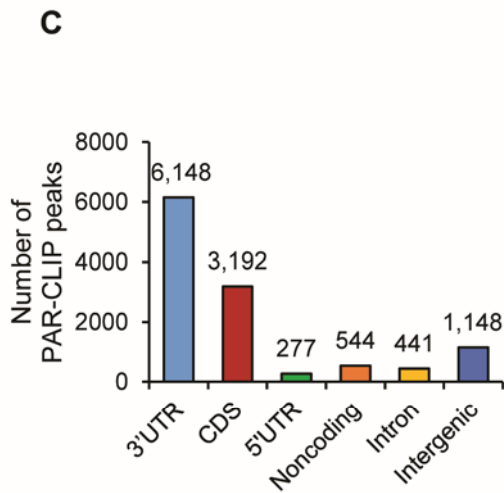 C
Number of
PAR-CLIP peaks
8000
6000
4000
2000
0
6,148
3,192
277
544
441
1,148
3'UTR
CDS
5'UTR
Noncoding
Intron
Intergenic